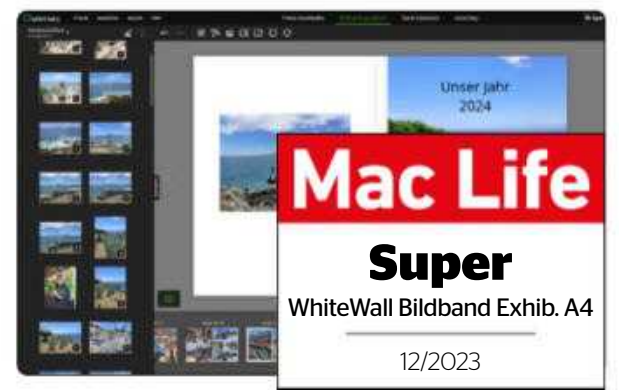 Unser Jahr
2024
Mac Life
Super
WhiteWall Bildband Exhib. A4
12/2023